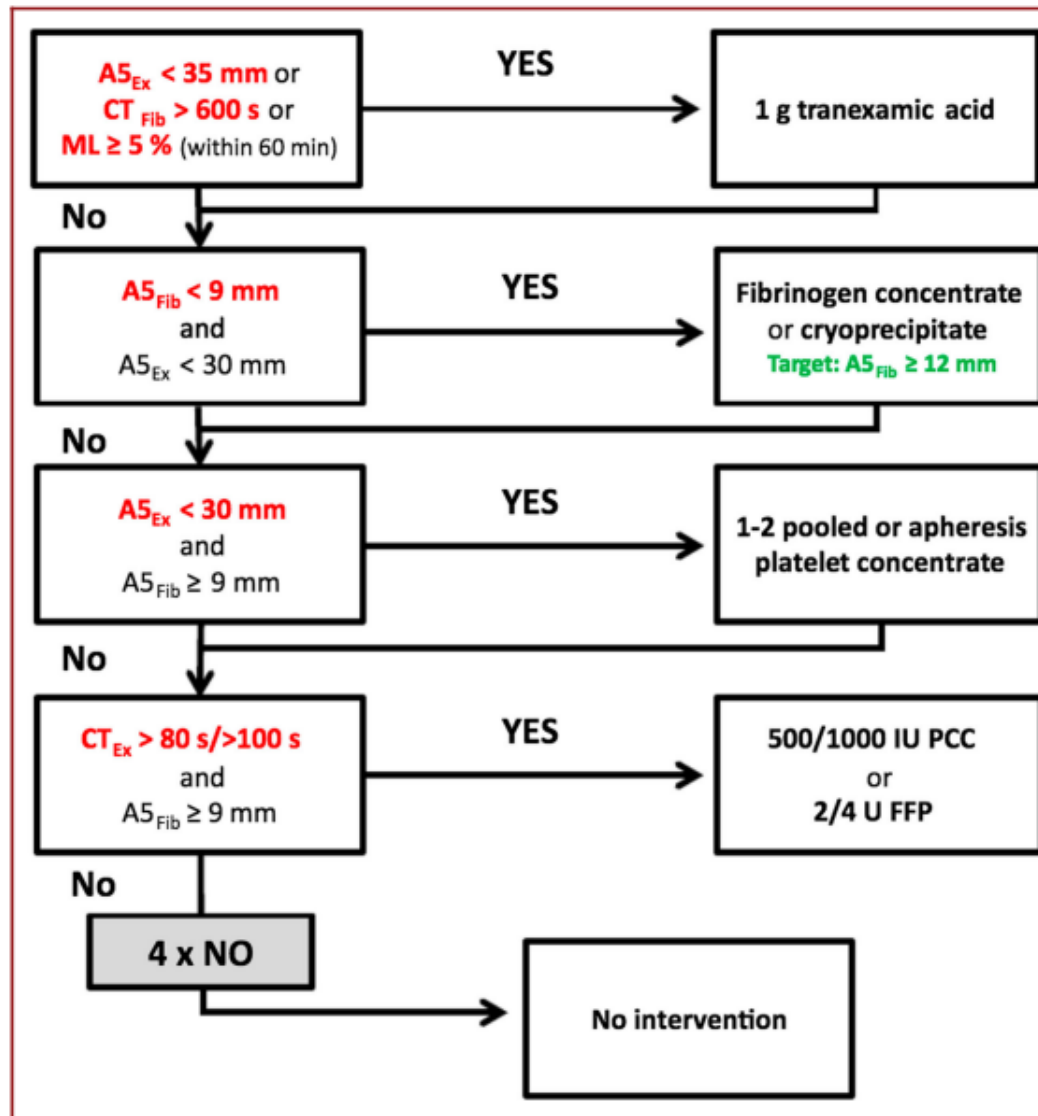 A5Ex < 35 mm or
CT Fib > 600 s or
ML ≥ 5 % (within 60 min)
YES
1 g tranexamic acid
No
A5Fib < 9 mm
and
A5Ex < 30 mm
YES
Fibrinogen concentrate
or cryoprecipitate
Target: A5Fib ≥ 12 mm
No
A5Ex < 30 mm
and
A5Fib ≥ 9 mm
YES
1-2 pooled or apheresis
platelet concentrate
No
CTEx > 80 s/>100 s
and
A5Fib ≥ 9 mm
YES
500/1000 IU PCC
or
2/4 U FFP
No
4 x NO
No intervention